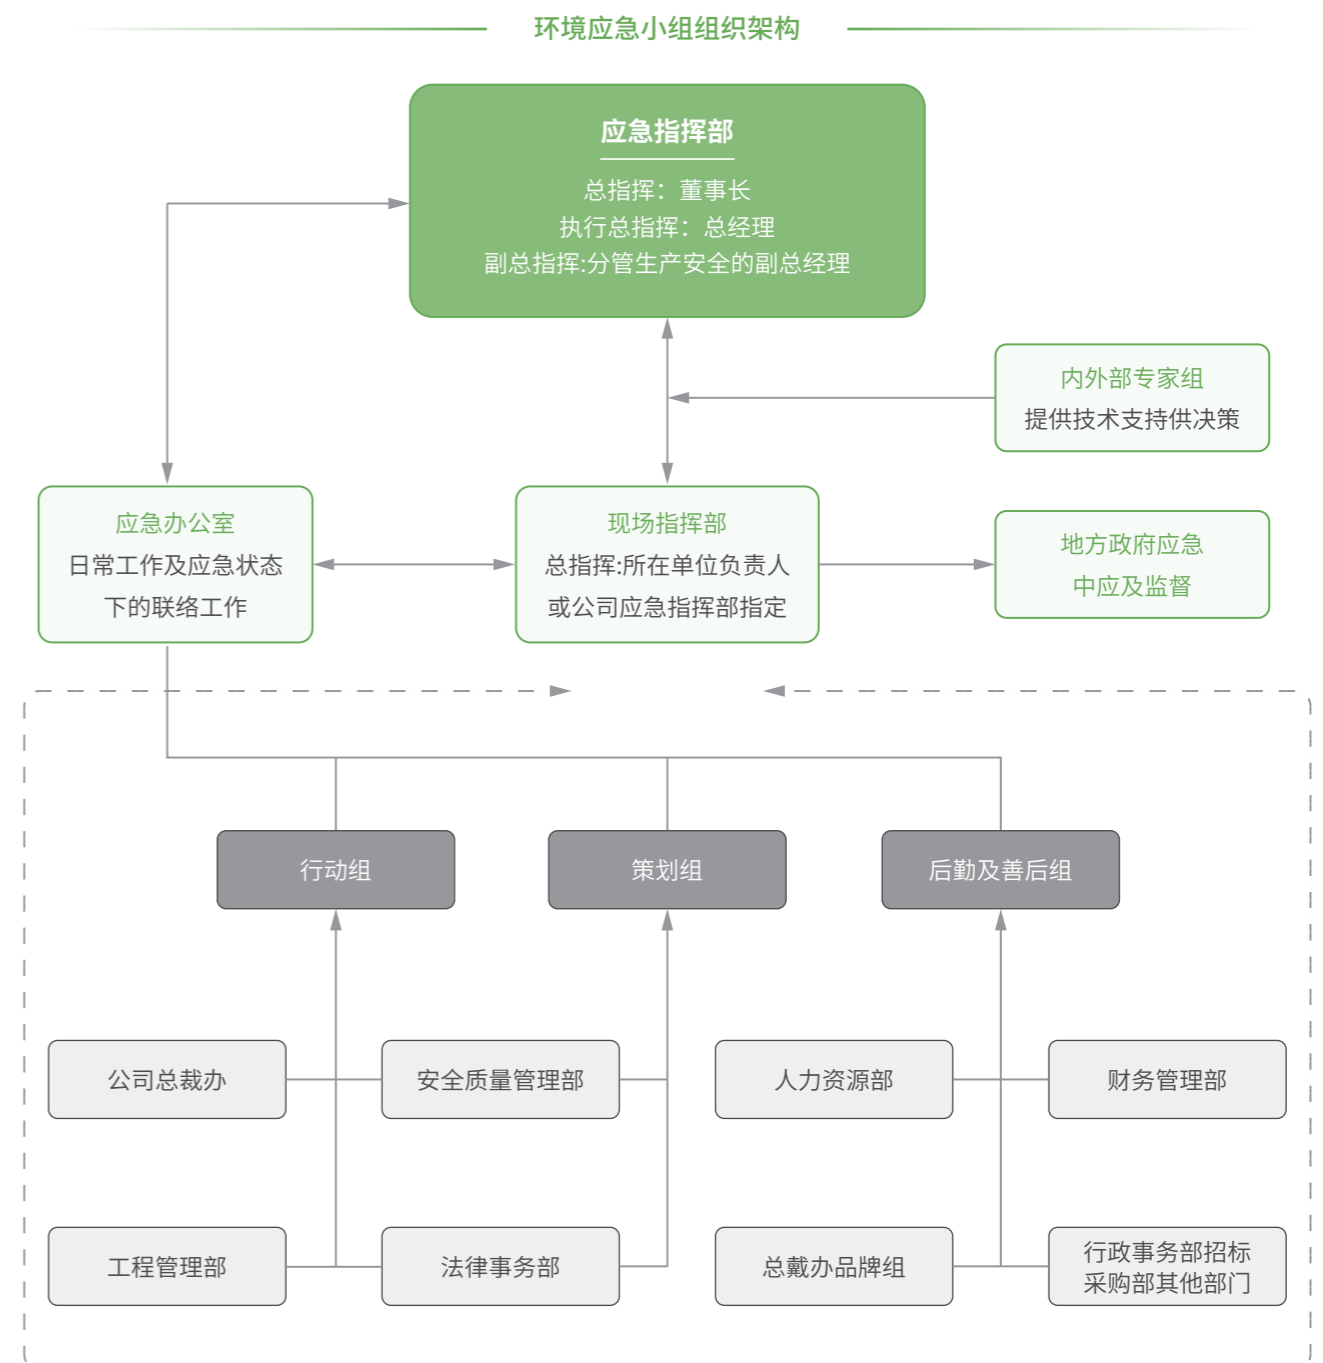 环境应急小组组织架构
应急指挥部
总指挥：董事长
执行总指挥：总经理
副总指挥:分管生产安全的副总经理
内外部专家组
提供技术支持供决策
应急办公室
日常工作及应急状态
下的联络工作
现场指挥部
总指挥:所在单位负责人
或公司应急指挥部指定
地方政府应急
中应及监督
行动组
策划组
后勤及善后组
公司总裁办
安全质量管理部
人力资源部
财务管理部
工程管理部
法律事务部
总戴办品牌组
行政事务部招标
采购部其他部门